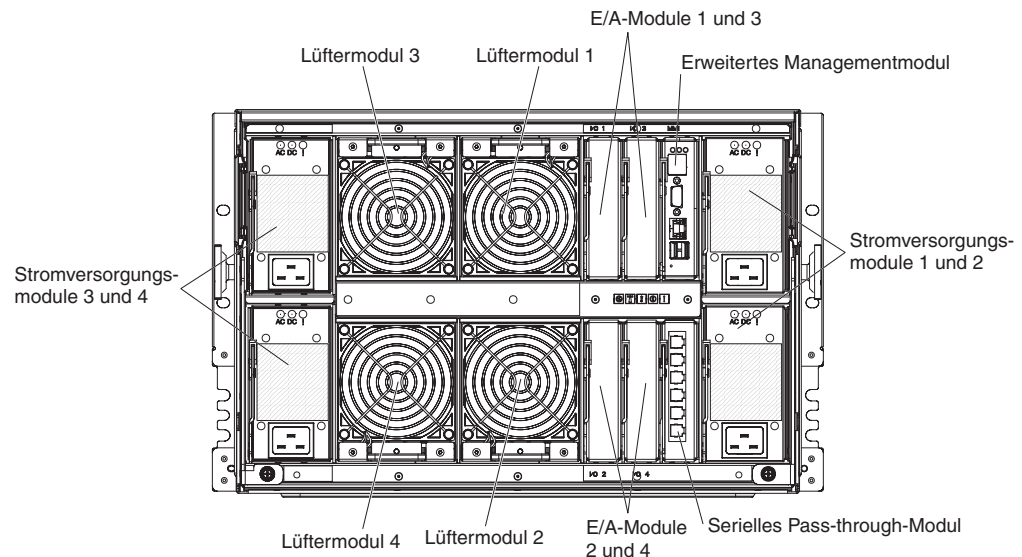 E/A-Module 1 und 3
Lüftermodul 3
Lüftermodul 1
Erweitertes Managementmodul
I/O 1
I/O 3
AC DC
AC DC
Stromversorgungs-
module 3 und 4
Stromversorgungs-
module 1 und 2
AC DC
AC DC
I/O 2
I/O 4
Lüftermodul 4
Lüftermodul 2
E/A-Module
2 und 4
Serielles Pass-through-Modul